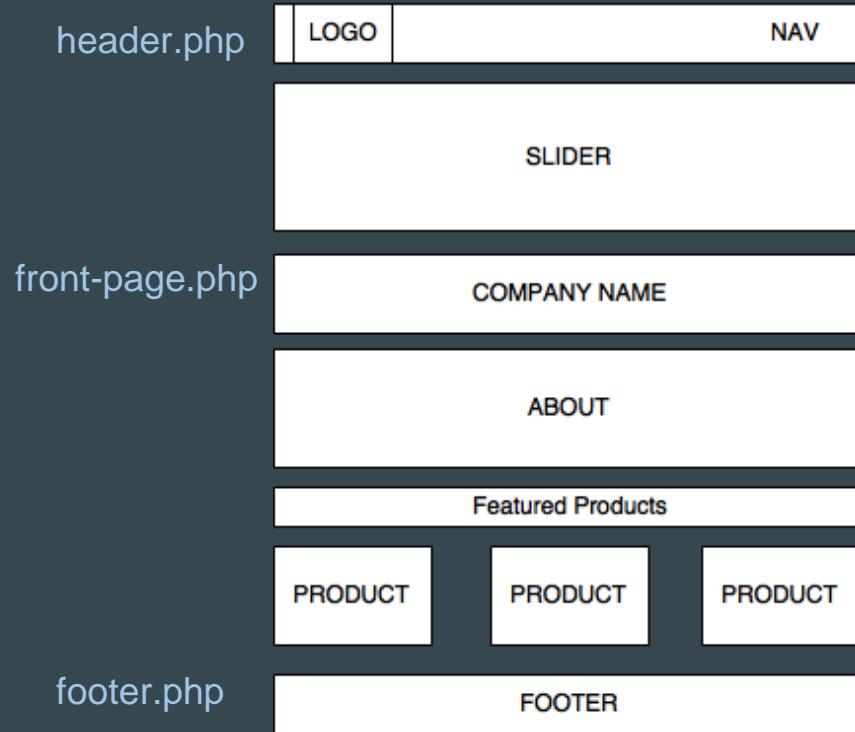 header.php LOGO NAV
SLIDER
front-page.php COMPANY NAME
ABOUT
Featured Products
PRODUCT PRODUCT PRODUCT
footer.php FOOTER